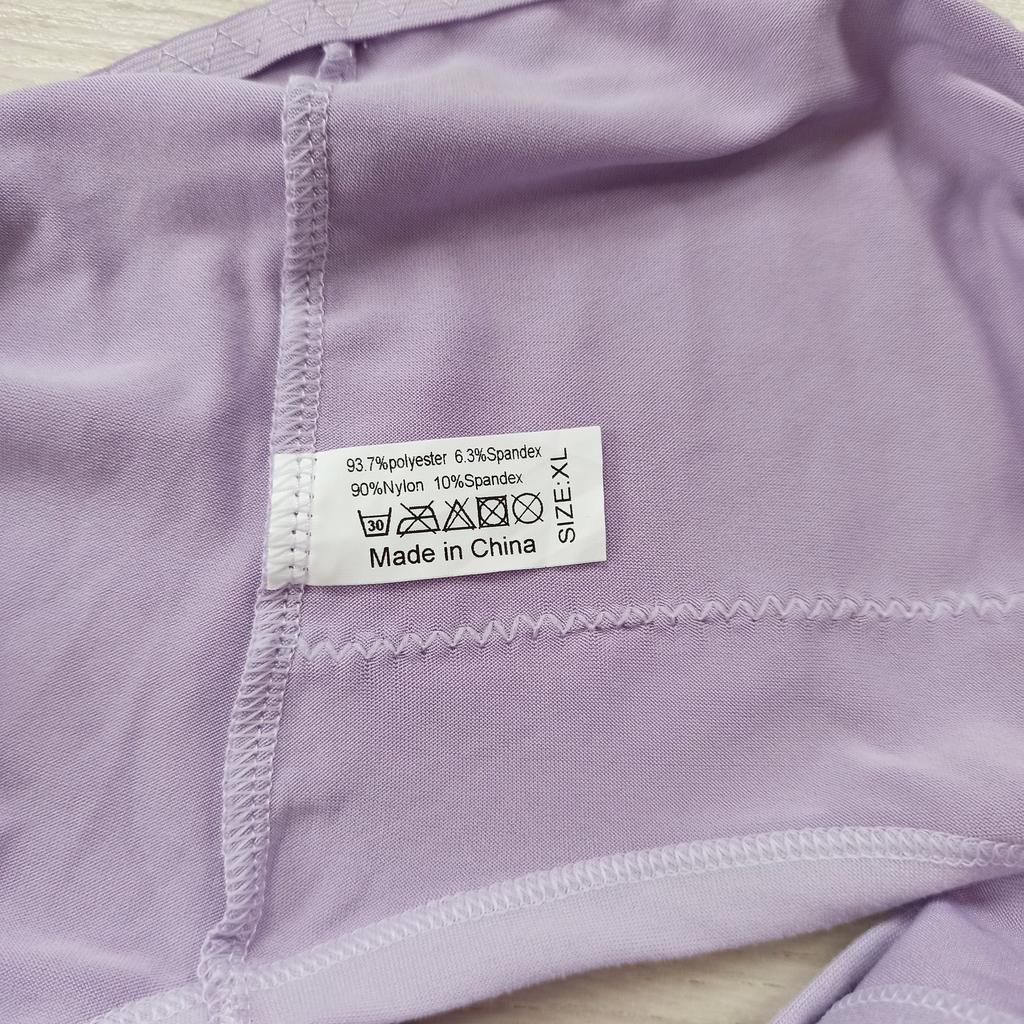 93.7%polyester 6.3%Spandex
90%Nylon 10%Spandex
30
Made in China
SIZE:XL